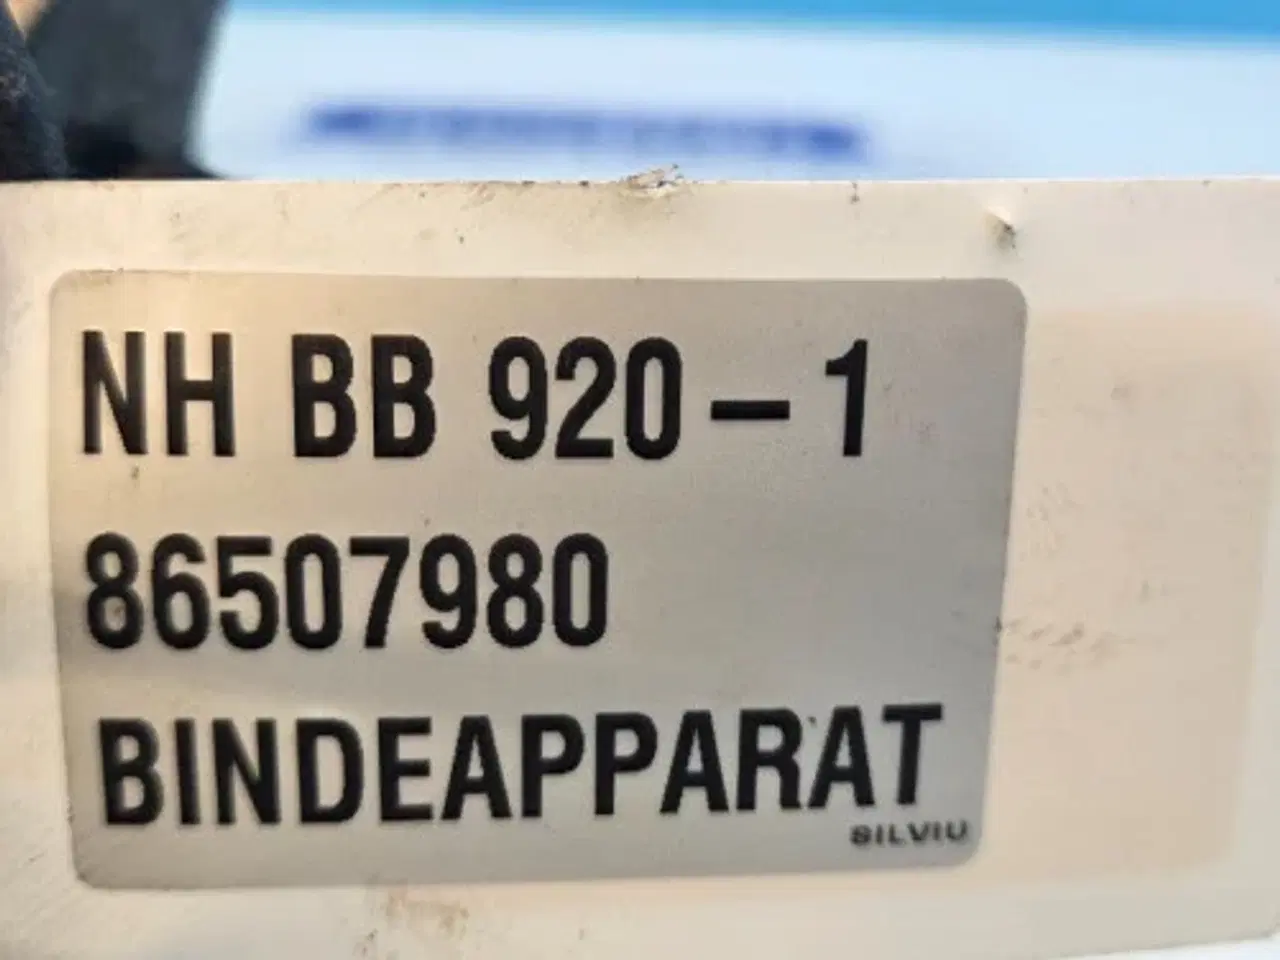 NH BB 920-1
86507980
BINDEAPPARAT
SILVIU